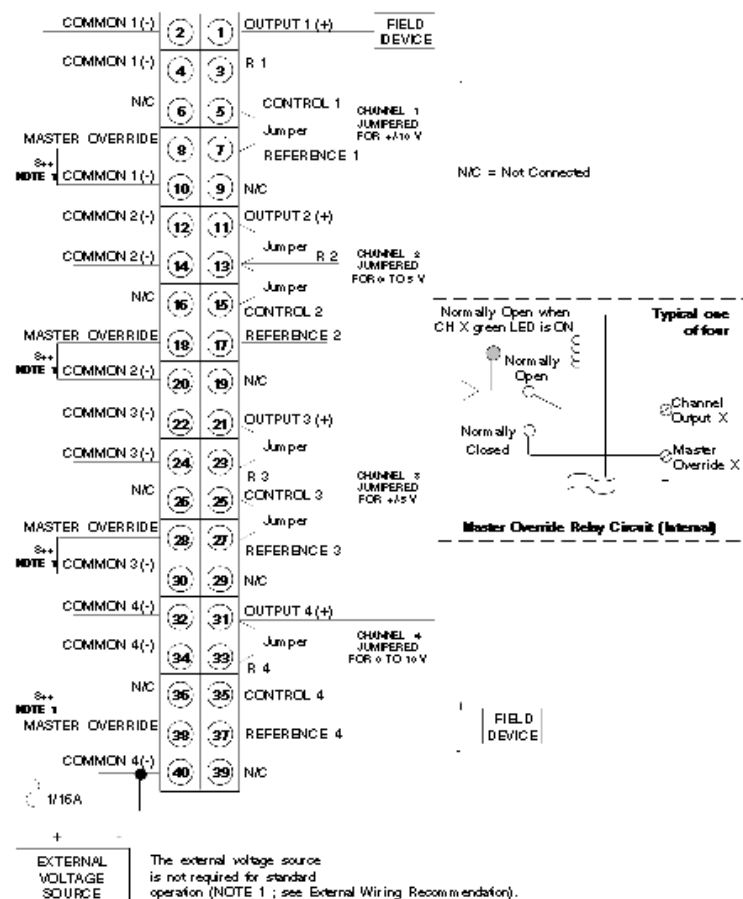 COMMON 1 (-) 2 1 OUTPUT 1 (+) FIELD DEVICE
COMMON 1 (-) 4 3 R 1
N/C 6 5 CONTROL 1
CHANNEL 1
JUMPERED
FOR +/-10 V
Jumper
MASTER OVERRIDE 8 7 REFERENCE 1
S++
NOTE 1 COMMON 1 (-) 10 9 N/C
N/C = Not Connected
COMMON 2 (-) 12 11 OUTPUT 2 (+)
Jumper
COMMON 2 (-) 14 13 R 2
CHANNEL 2
JUMPERED
FOR 0 TO 5 V
Jumper
N/C 16 15 CONTROL 2
MASTER OVERRIDE 18 17 REFERENCE 2
S++
NOTE 1 COMMON 2 (-) 20 19 N/C
COMMON 3 (-) 22 21 OUTPUT 3 (+)
Jumper
COMMON 3 (-) 24 23 R 3
CHANNEL 3
JUMPERED
FOR +/-5 V
N/C 26 25 CONTROL 3
Jumper
MASTER OVERRIDE 28 27 REFERENCE 3
S++
NOTE 1 COMMON 3 (-) 30 29 N/C
COMMON 4 (-) 32 31 OUTPUT 4 (+)
Jumper
CHANNEL 4
JUMPERED
FOR 0 TO 10 V
COMMON 4 (-) 34 33 R 4
N/C 36 35 CONTROL 4
S++
NOTE 1
MASTER OVERRIDE 38 37 REFERENCE 4
COMMON 4 (-) 40 39 N/C
FIELD
DEVICE
1/16A
+ -
EXTERNAL
VOLTAGE
SOURCE
The external voltage source
is not required for standard
operation (NOTE 1 ; see External Wiring Recommendation).
Normally Open when
CH X green LED is ON
Typical one
of four
Normally
Open
Channel
Output X
Normally
Closed
Master
Override X
Master Override Relay Circuit (Internal)